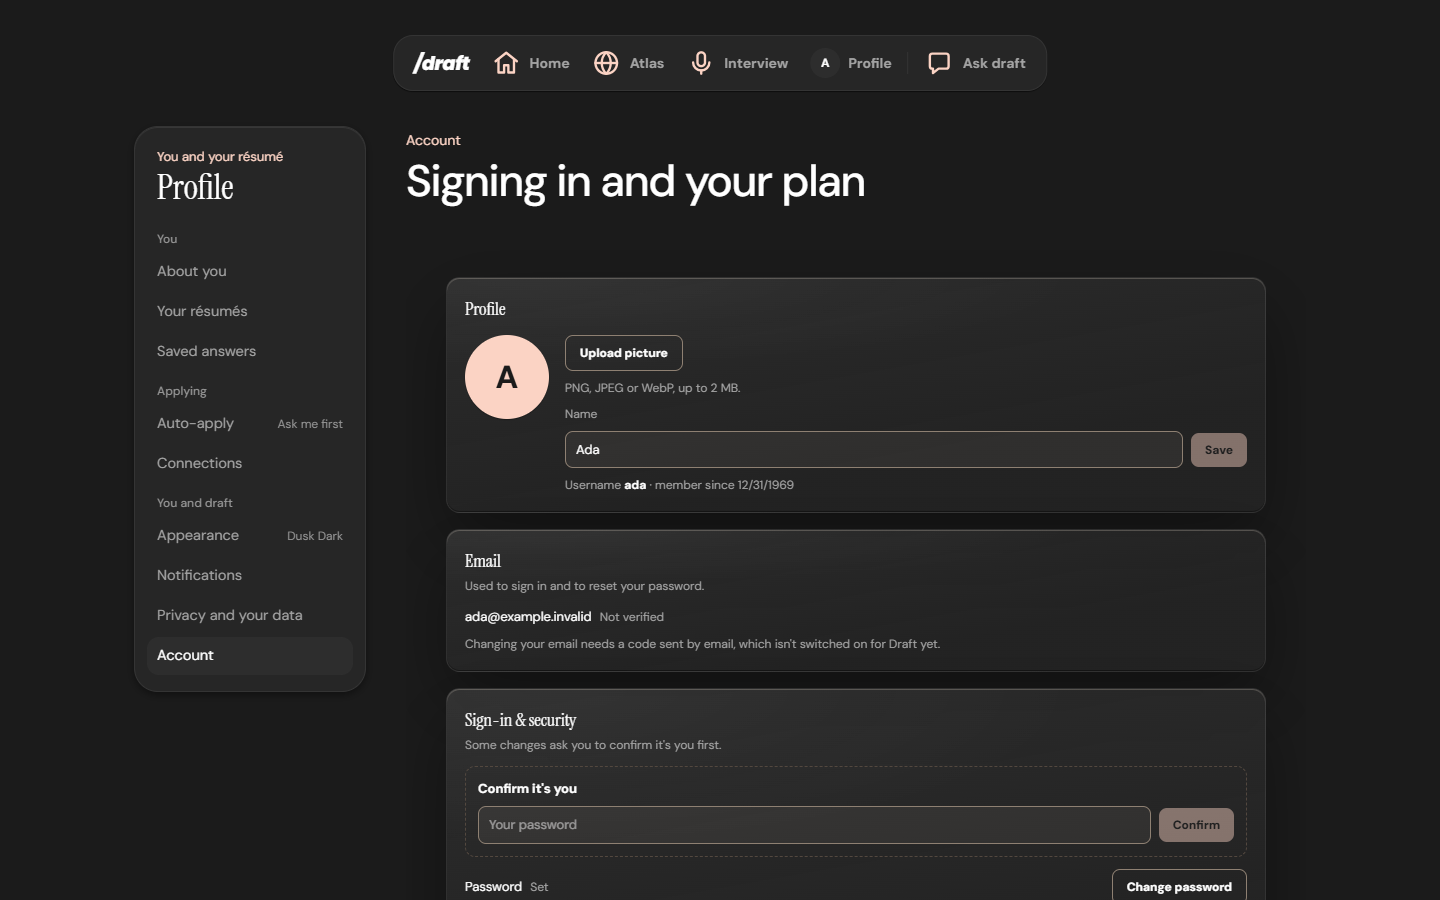 /draft
Home
Atlas
Interview
A
Profile
Ask draft
You and your résumé
Profile
You
About you
Your résumés
Saved answers
Applying
Auto-apply
Ask me first
Connections
You and draft
Appearance
Dusk Dark
Notifications
Privacy and your data
Account
Account
Signing in and your plan
Profile
A
Upload picture
PNG, JPEG or WebP, up to 2 MB.
Name
Ada
Save
Username ada · member since 12/31/1969
Email
Used to sign in and to reset your password.
ada@example.invalid Not verified
Changing your email needs a code sent by email, which isn't switched on for Draft yet.
Sign-in & security
Some changes ask you to confirm it's you first.
Confirm it's you
Your password
Confirm
Password Set
Change password